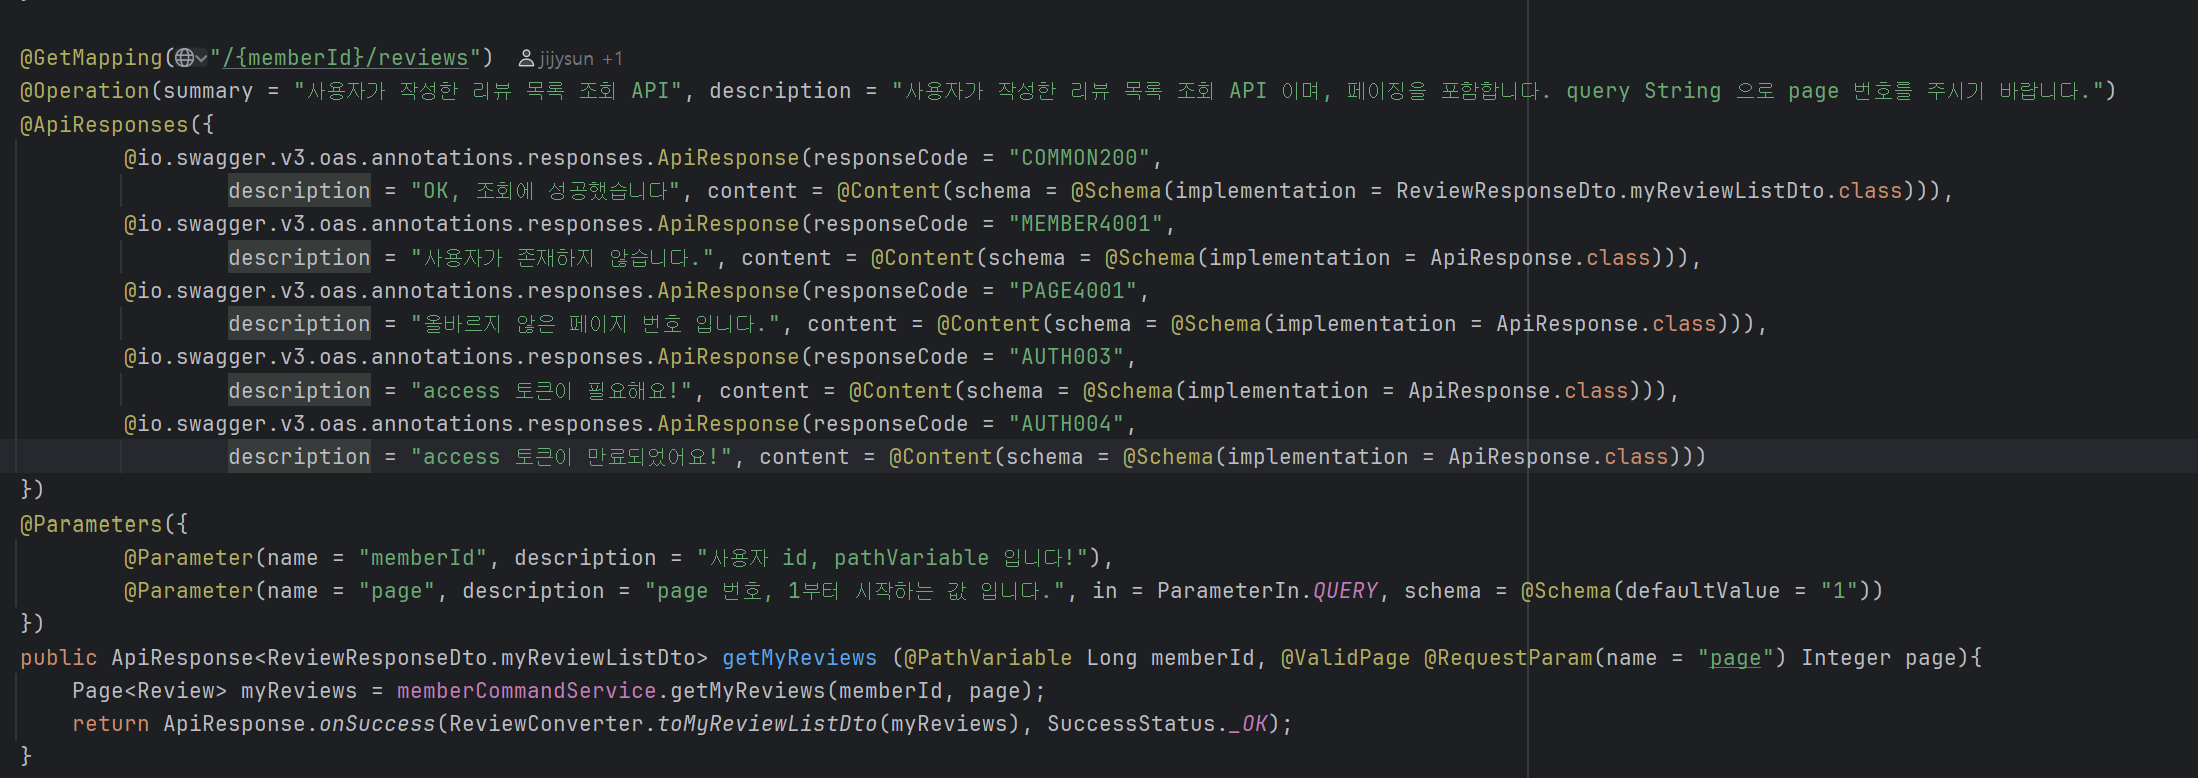 @GetMapping("/{memberId}/reviews") jijysun +1
@Operation(summary = "사용자가 작성한 리뷰 목록 조회 API", description = "사용자가 작성한 리뷰 목록 조회 API 이며, 페이징을 포함합니다. query String 으로 page 번호를 주시기 바랍니다.")
@ApiResponses({
@io.swagger.v3.oas.annotations.responses.ApiResponse(responseCode = "COMMON200",
description = "OK, 조회에 성공했습니다", content = @Content(schema = @Schema(implementation = ReviewResponseDto.myReviewListDto.class))),
@io.swagger.v3.oas.annotations.responses.ApiResponse(responseCode = "MEMBER4001",
description = "사용자가 존재하지 않습니다.", content = @Content(schema = @Schema(implementation = ApiResponse.class))),
@io.swagger.v3.oas.annotations.responses.ApiResponse(responseCode = "PAGE4001",
description = "올바르지 않은 페이지 번호 입니다.", content = @Content(schema = @Schema(implementation = ApiResponse.class))),
@io.swagger.v3.oas.annotations.responses.ApiResponse(responseCode = "AUTH003",
description = "access 토큰이 필요해요!", content = @Content(schema = @Schema(implementation = ApiResponse.class))),
@io.swagger.v3.oas.annotations.responses.ApiResponse(responseCode = "AUTH004",
description = "access 토큰이 만료되었어요!", content = @Content(schema = @Schema(implementation = ApiResponse.class)))
})
@Parameters({
@Parameter(name = "memberId", description = "사용자 id, pathVariable 입니다!"),
@Parameter(name = "page", description = "page 번호, 1부터 시작하는 값 입니다.", in = ParameterIn.QUERY, schema = @Schema(defaultValue = "1"))
})
public ApiResponse<ReviewResponseDto.myReviewListDto> getMyReviews (@PathVariable Long memberId, @ValidPage @RequestParam(name = "page") Integer page){
Page<Review> myReviews = memberCommandService.getMyReviews(memberId, page);
return ApiResponse.onSuccess(ReviewConverter.toMyReviewListDto(myReviews), SuccessStatus._OK);
}